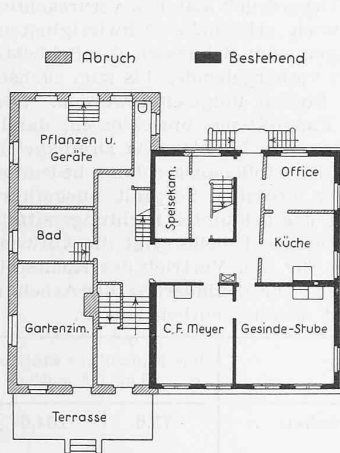 Abruch
Bestehend
Pflanzen u.
Geräte
Speisekam.
Office
Küche
Bad
Gartenzim.
C.F. Meyer
Gesinde-Stube
Terrasse